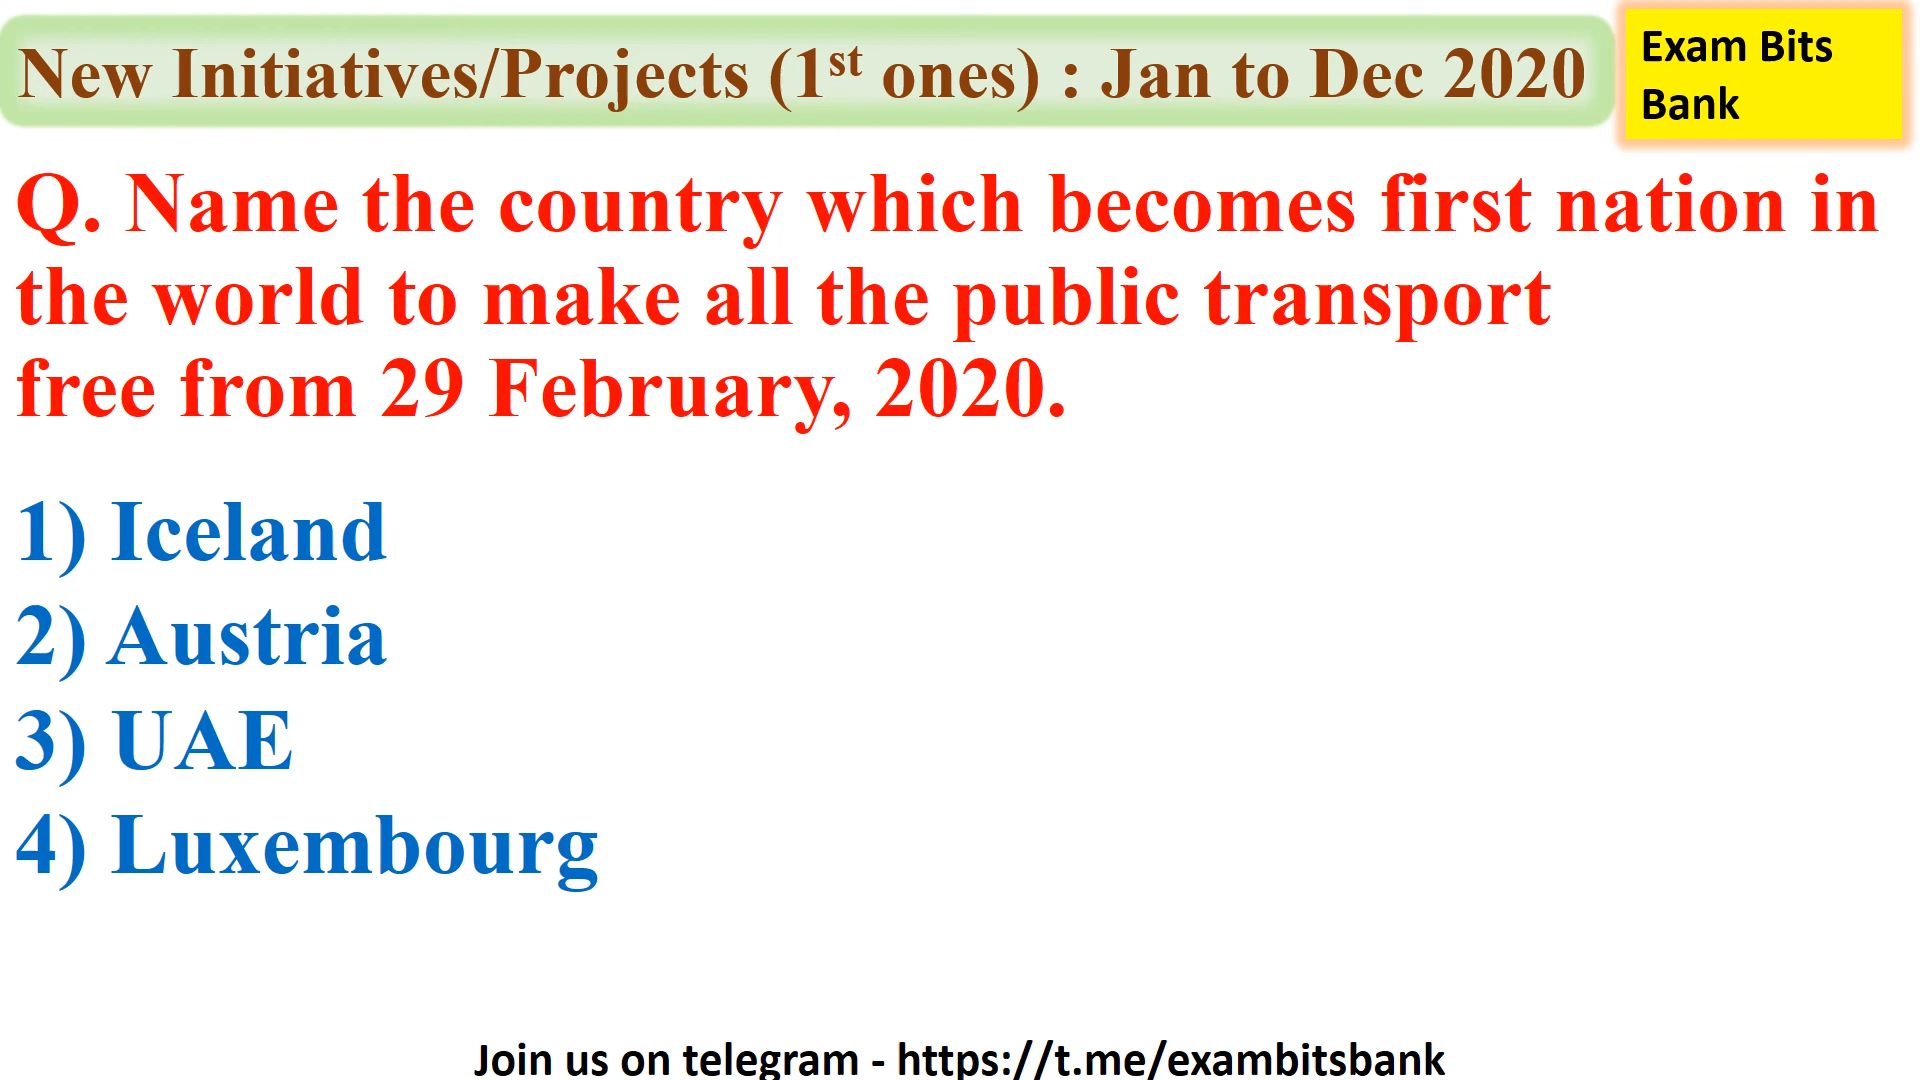 New Initiatives/Projects (1st ones) : Jan to Dec 2020
Exam Bits
Bank
Q. Name the country which becomes first nation in
the world to make all the public transport
free from 29 February, 2020.
1) Iceland
2) Austria
3) UAE
4) Luxembourg
Join us on telegram - https://t.me/exambitsbank